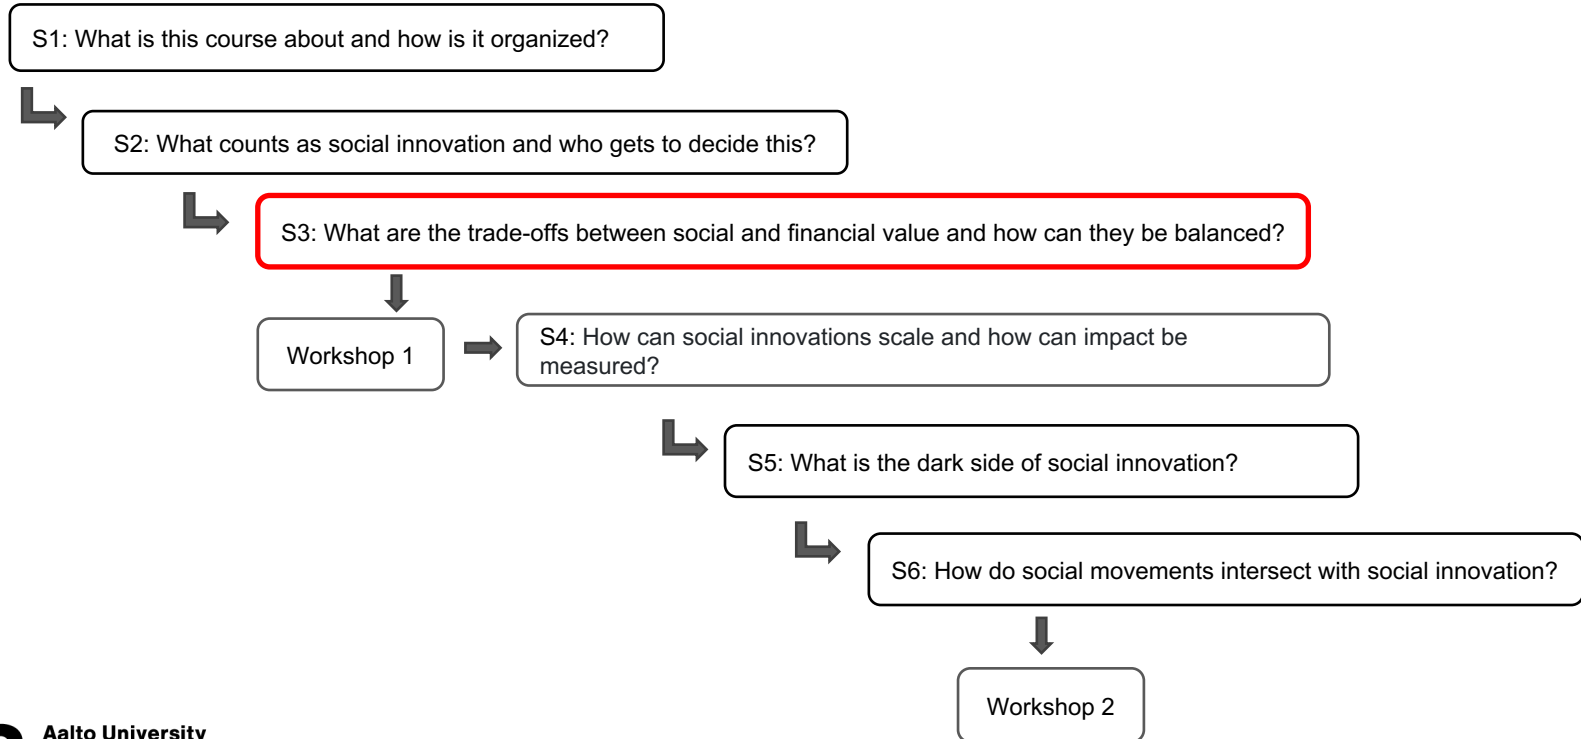 S1: What is this course about and how is it organized?
S2: What counts as social innovation and who gets to decide this?
S3: What are the trade-offs between social and financial value and how can they be balanced?
Workshop 1
S4: How can social innovations scale and how can impact be
measured?
S5: What is the dark side of social innovation?
S6: How do social movements intersect with social innovation?
Workshop 2
Aalto University